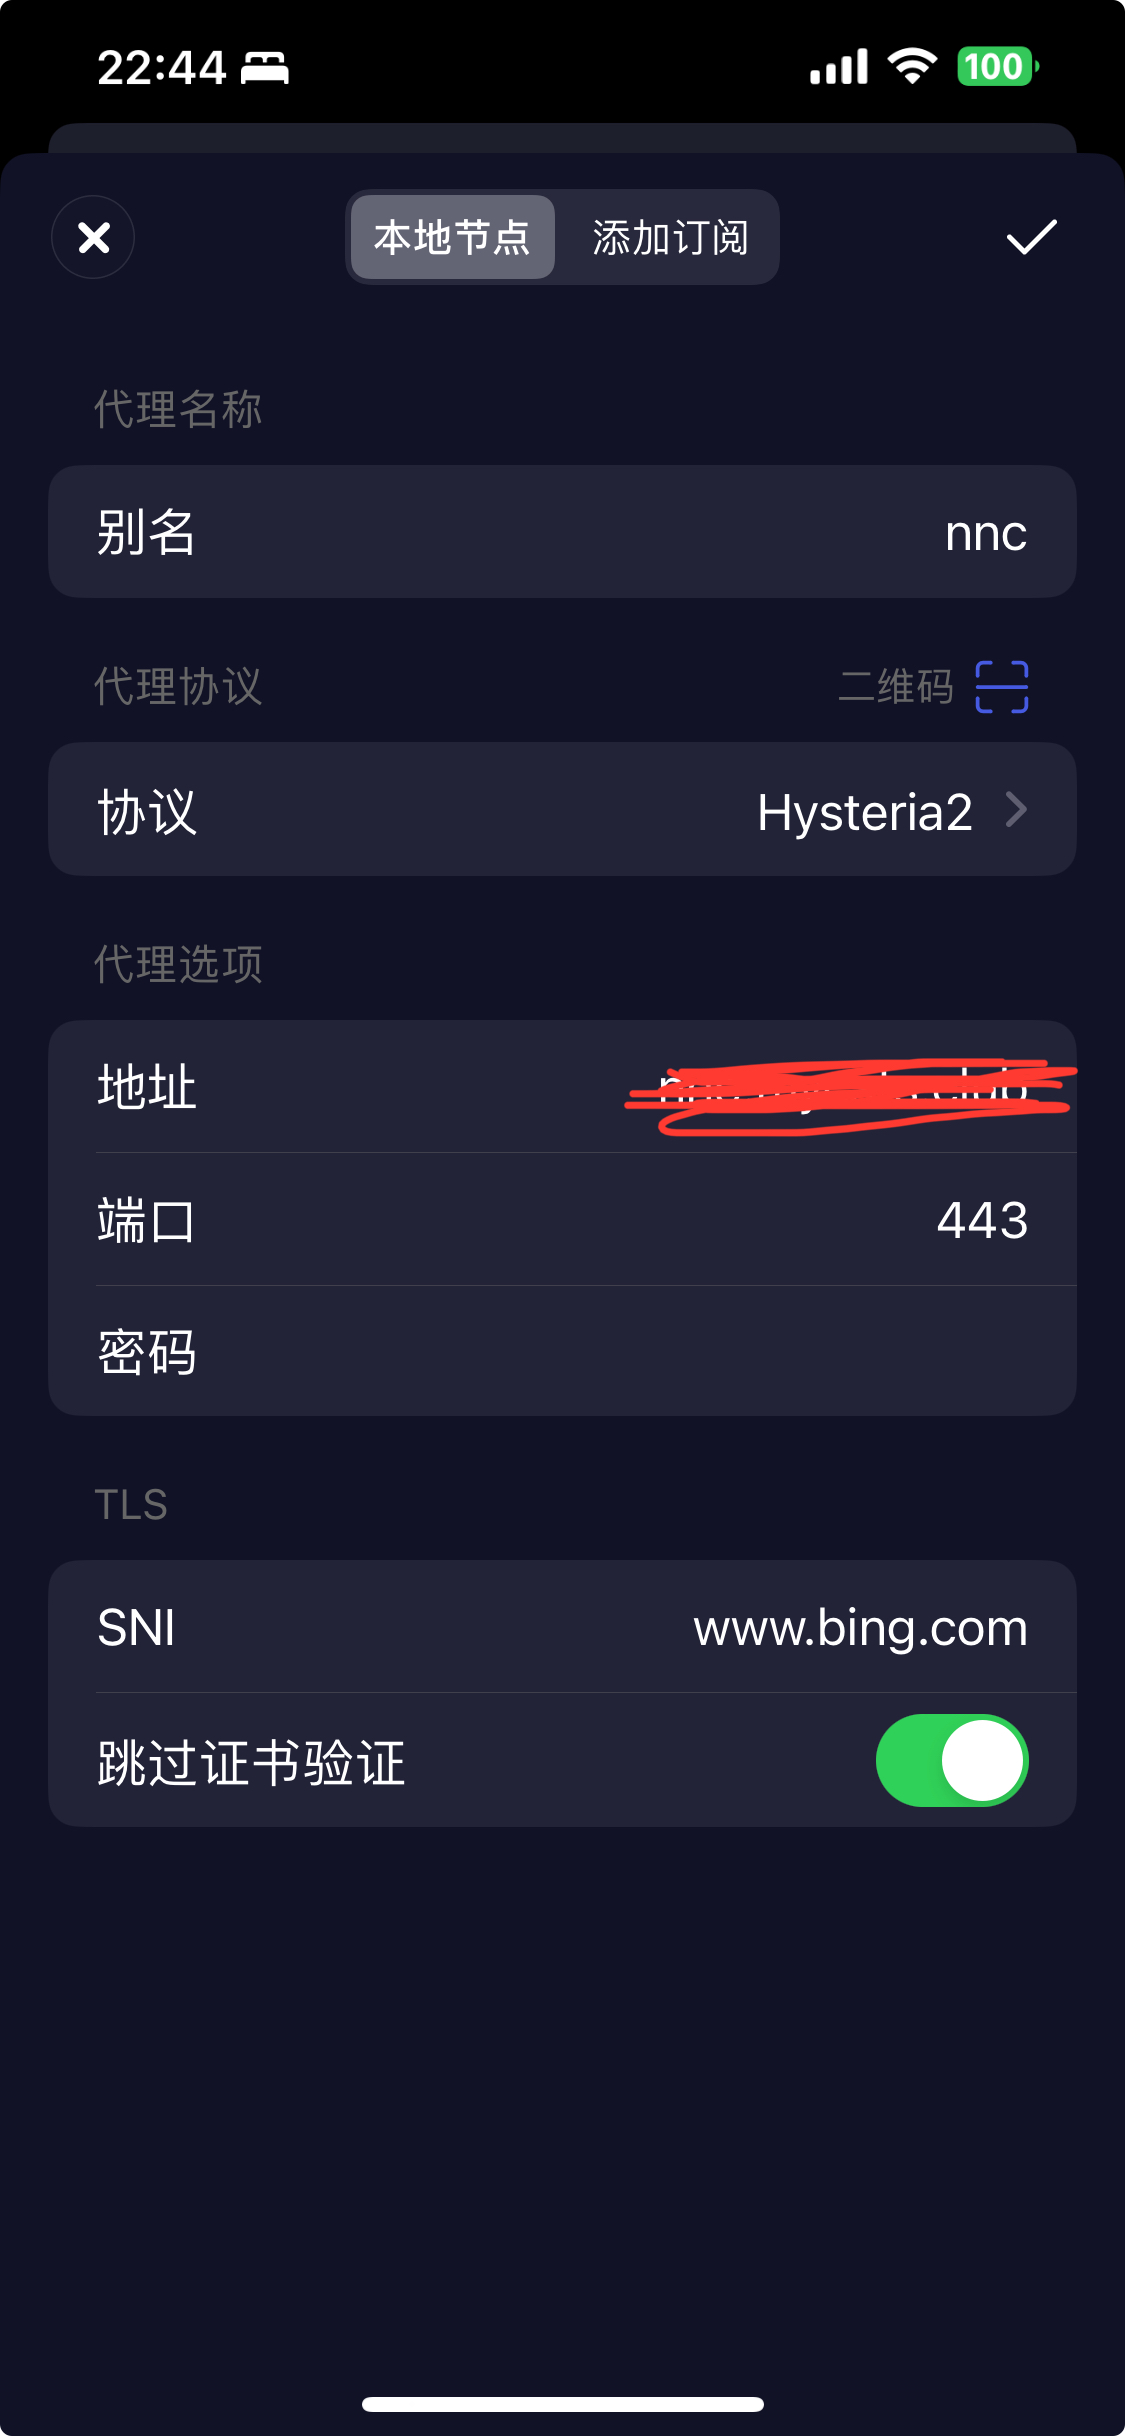 22:44
100
本地节点 添加订阅
代理名称
别名 nnc
代理协议 二维码
协议 Hysteria2
代理选项
地址
端口 443
密码
TLS
SNI www.bing.com
跳过证书验证